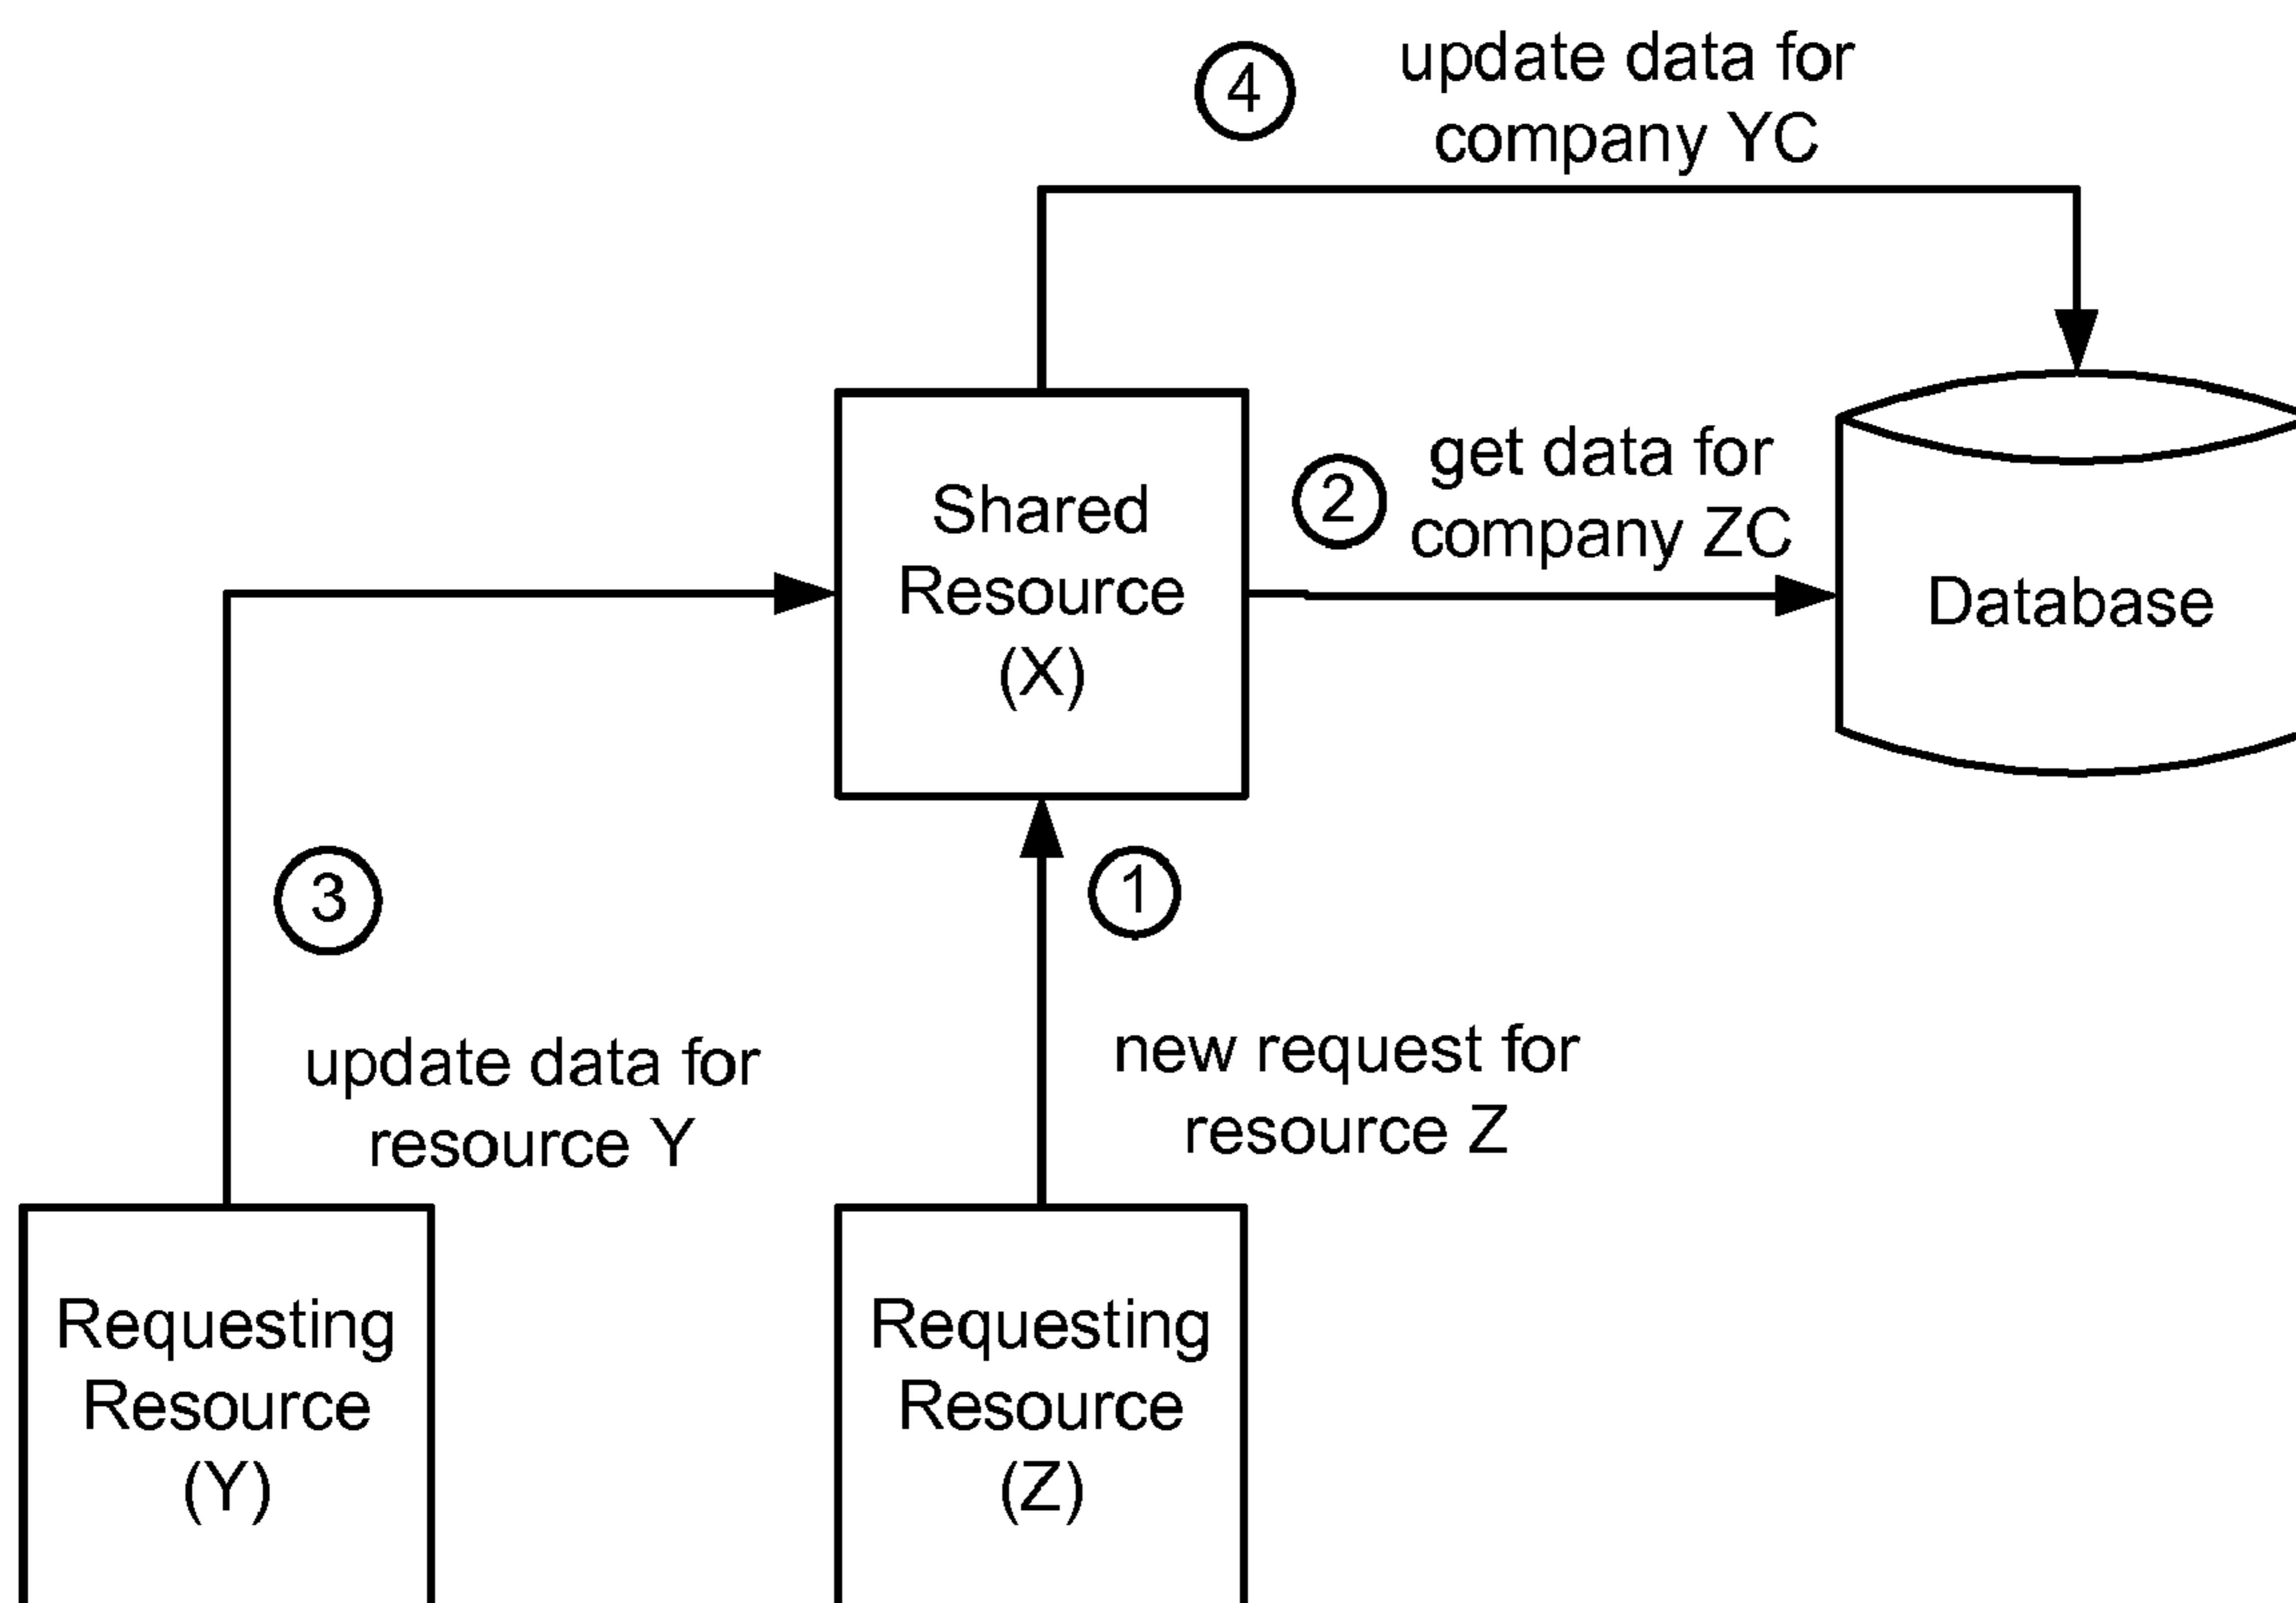 4
update data for
company YC
Shared
Resource
(X)
2
get data for
company ZC
Database
3
update data for
resource Y
1
new request for
resource Z
Requesting
Resource
(Y)
Requesting
Resource
(Z)